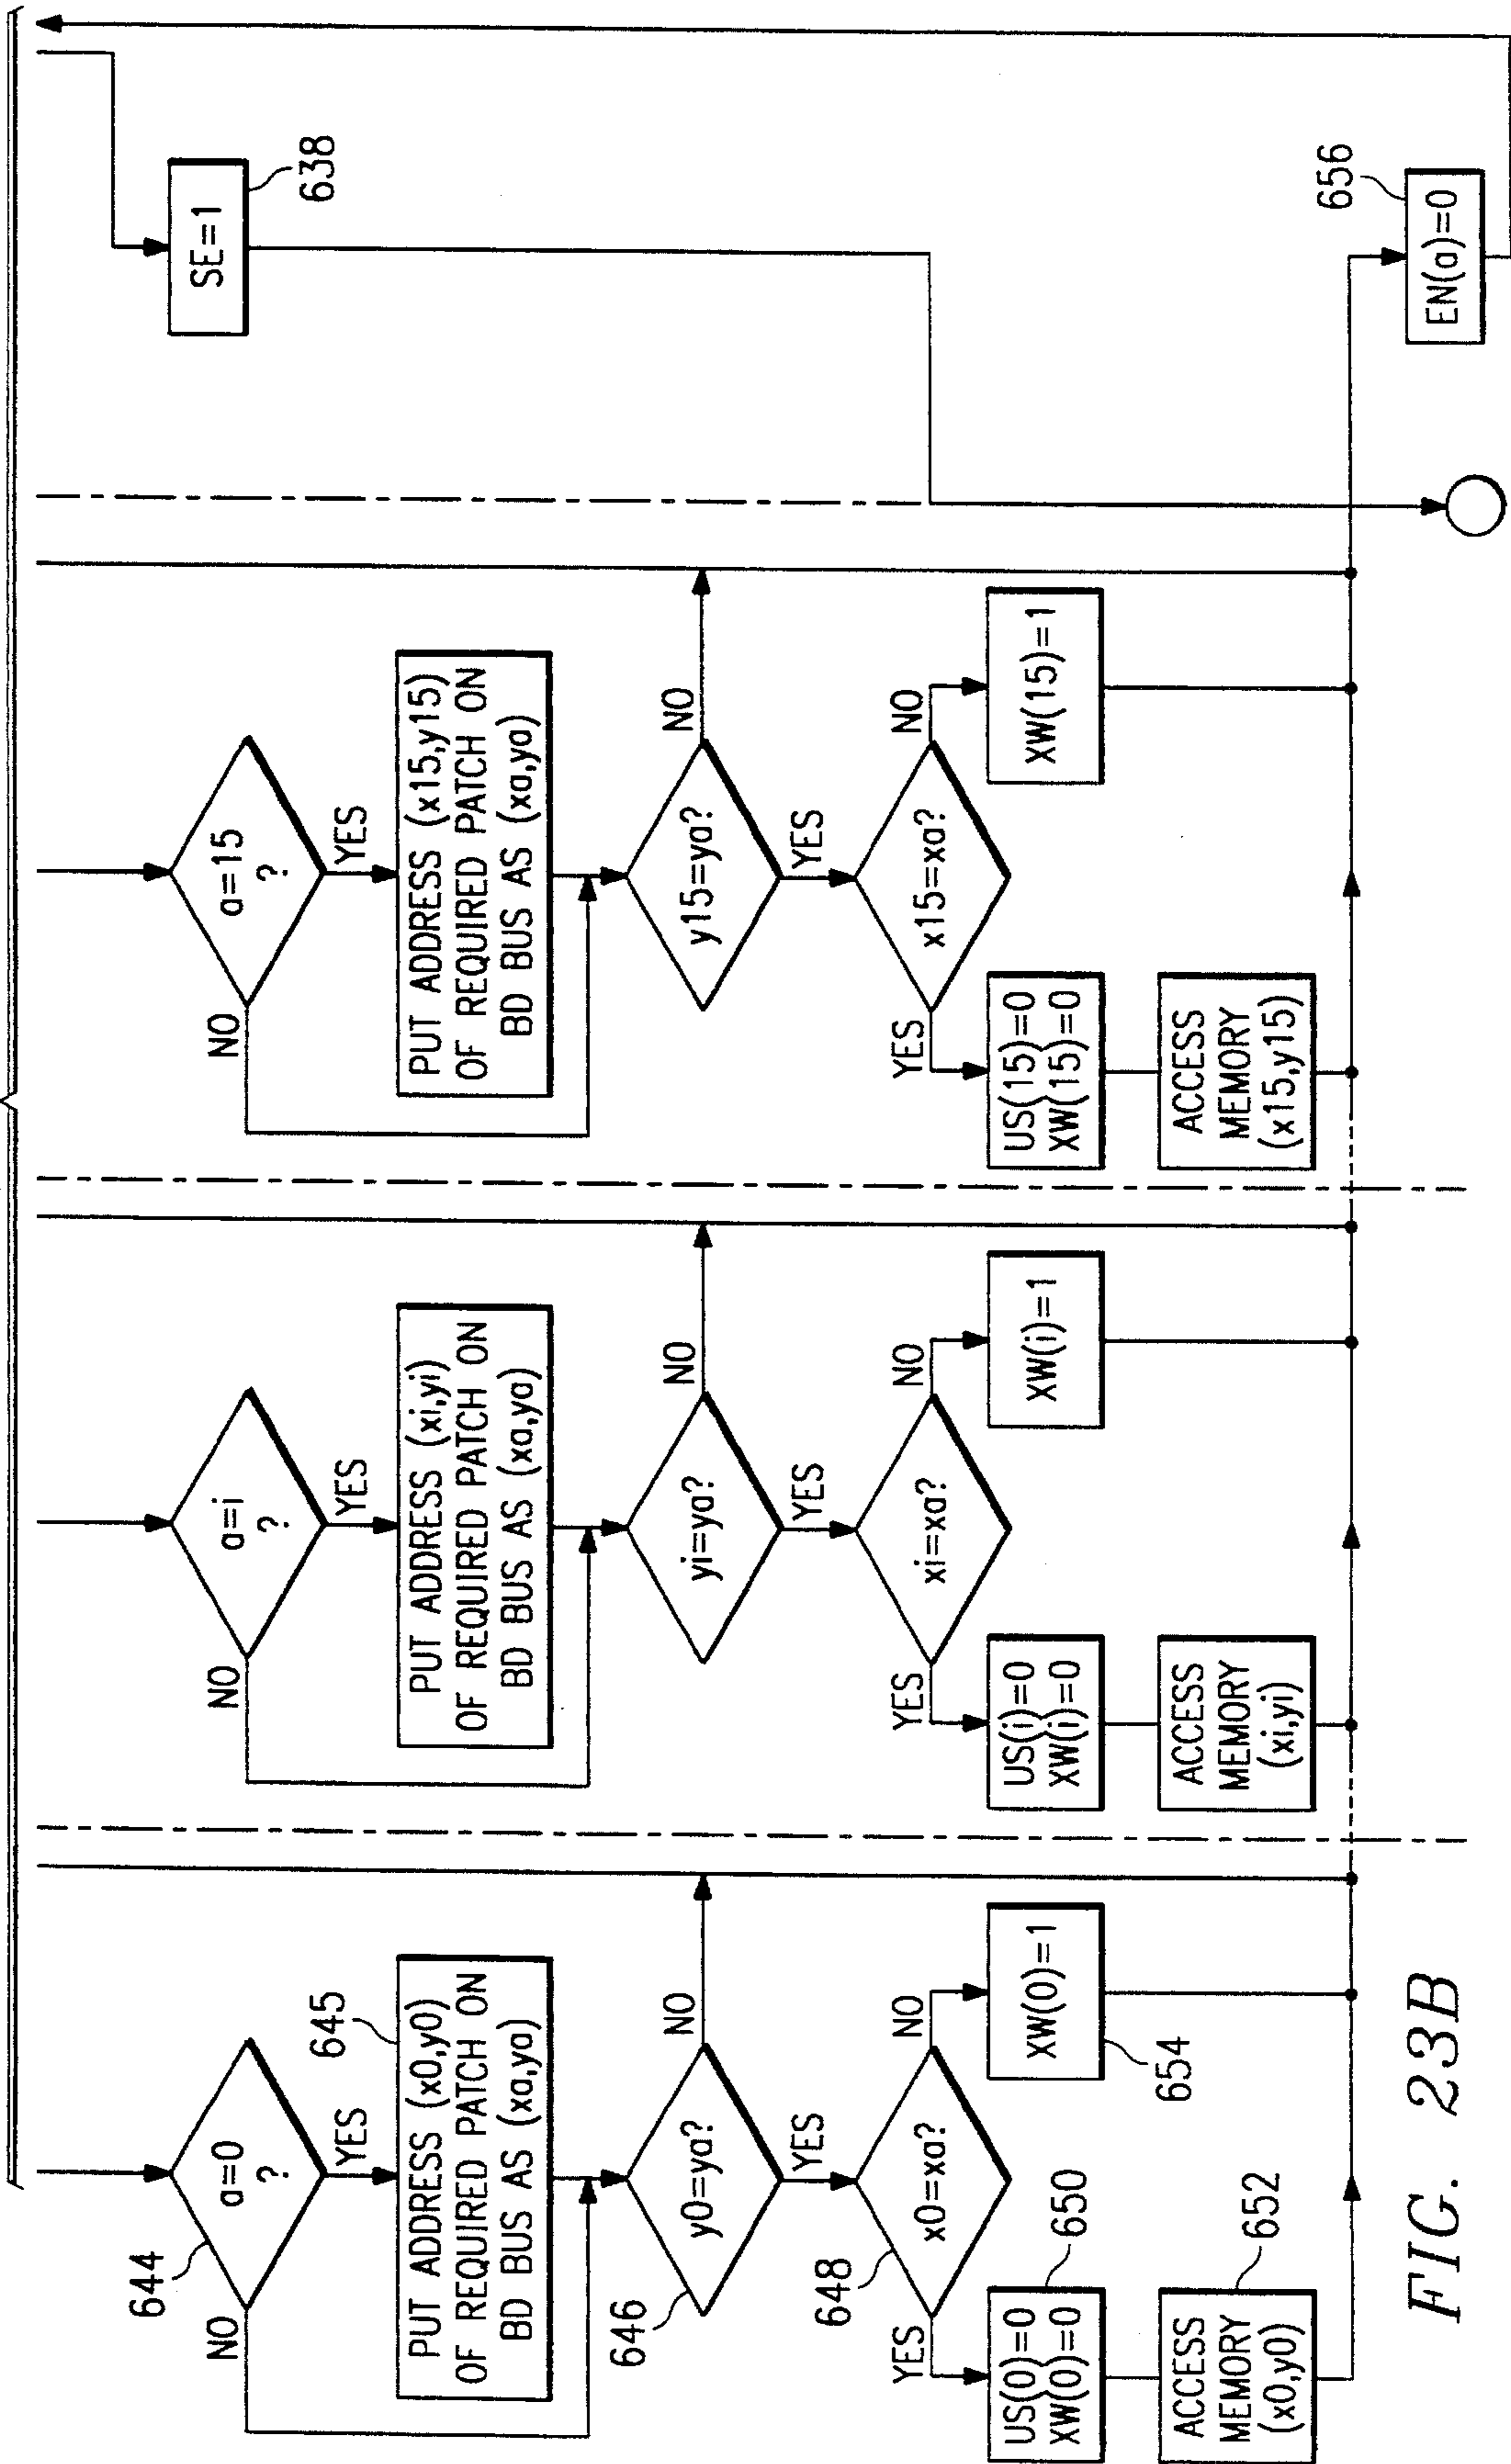 644
a=0
?
NO
YES
645
PUT ADDRESS (x0,y0)
OF REQUIRED PATCH ON
BD BUS AS (xa,ya)
646
y0=ya?
NO
YES
648
x0=xa?
YES
NO
650
US(0)=0
XW(0)=0
XW(0)=1
654
652
ACCESS
MEMORY
(x0,y0)
a=i
?
NO
YES
PUT ADDRESS (xi,yi)
OF REQUIRED PATCH ON
BD BUS AS (xa,ya)
yi=ya?
NO
YES
xi=xa?
YES
NO
US(i)=0
XW(i)=0
XW(i)=1
ACCESS
MEMORY
(xi,yi)
a=15
?
NO
YES
PUT ADDRESS (x15,y15)
OF REQUIRED PATCH ON
BD BUS AS (xa,ya)
y15=ya?
NO
YES
x15=xa?
YES
NO
US(15)=0
XW(15)=0
XW(15)=1
ACCESS
MEMORY
(x15,y15)
SE=1
638
656
EN(a)=0
FIG. 23B